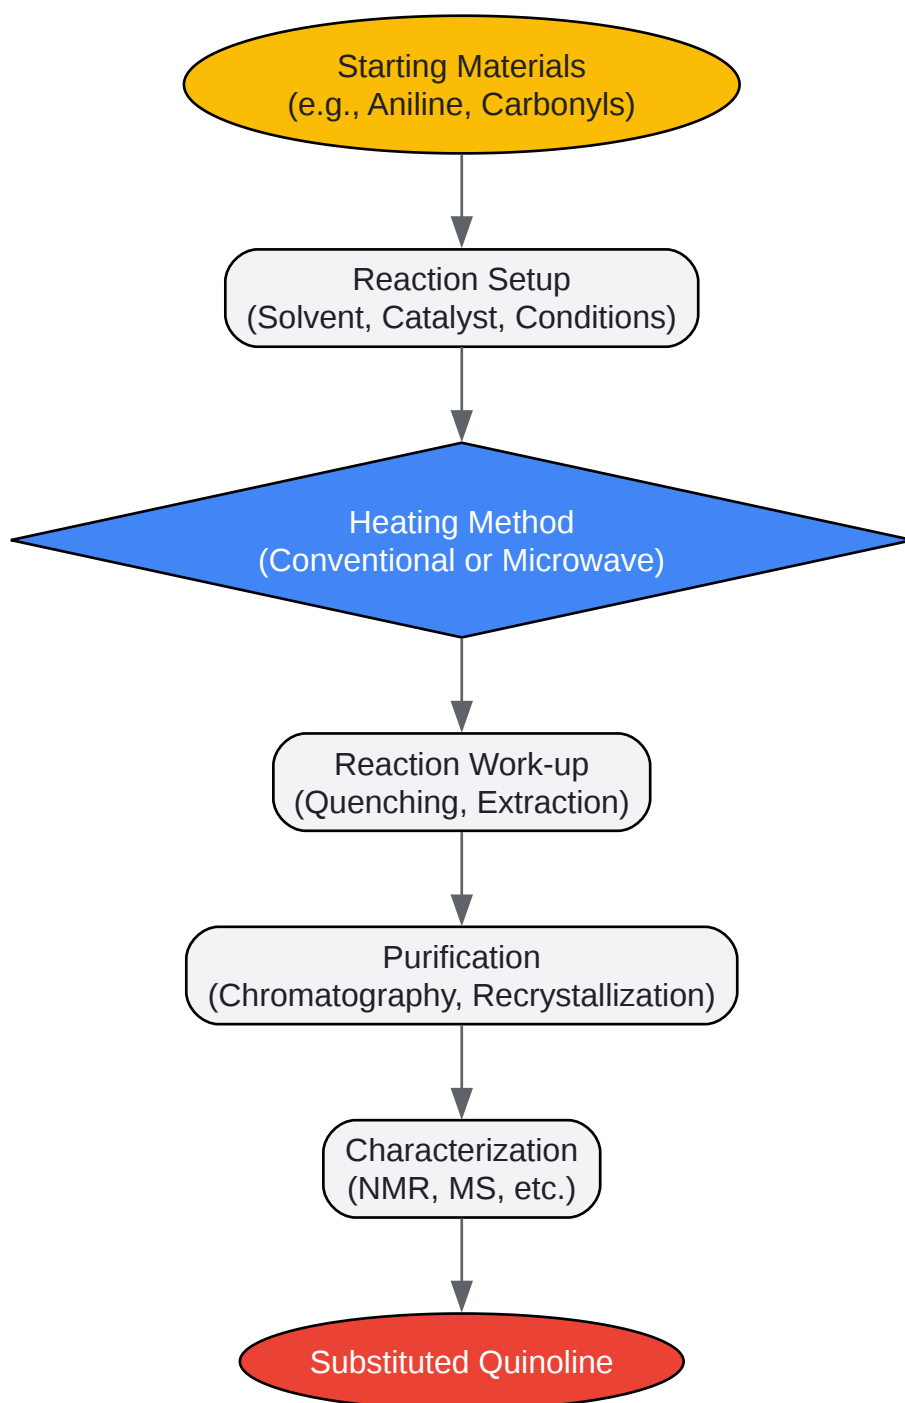 Starting Materials
(e.g., Aniline, Carbonyls)
Reaction Setup
(Solvent, Catalyst, Conditions)
Heating Method
(Conventional or Microwave)
Reaction Work-up
(Quenching, Extraction)
Purification
(Chromatography, Recrystallization)
Characterization
(NMR, MS, etc.)
Substituted Quinoline